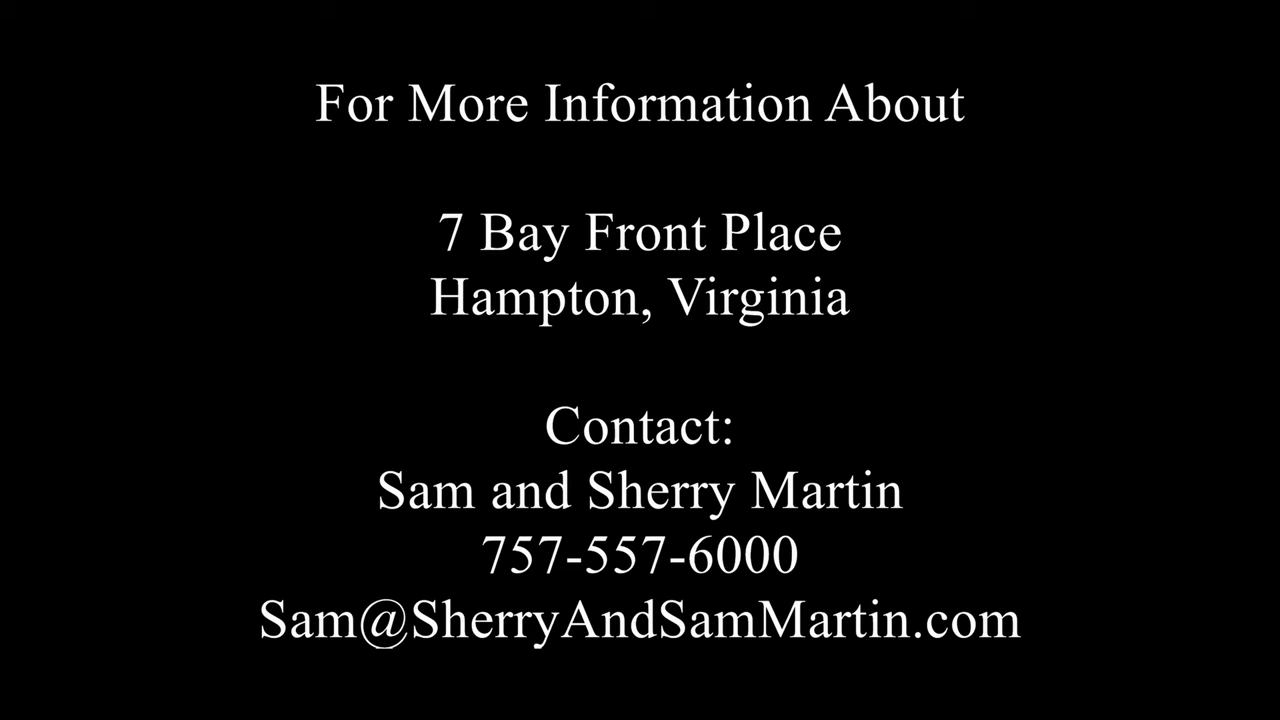 For More Information About
7 Bay Front Place
Hampton, Virginia
Contact:
Sam and Sherry Martin
757-557-6000
Sam@SherryAndSamMartin.com